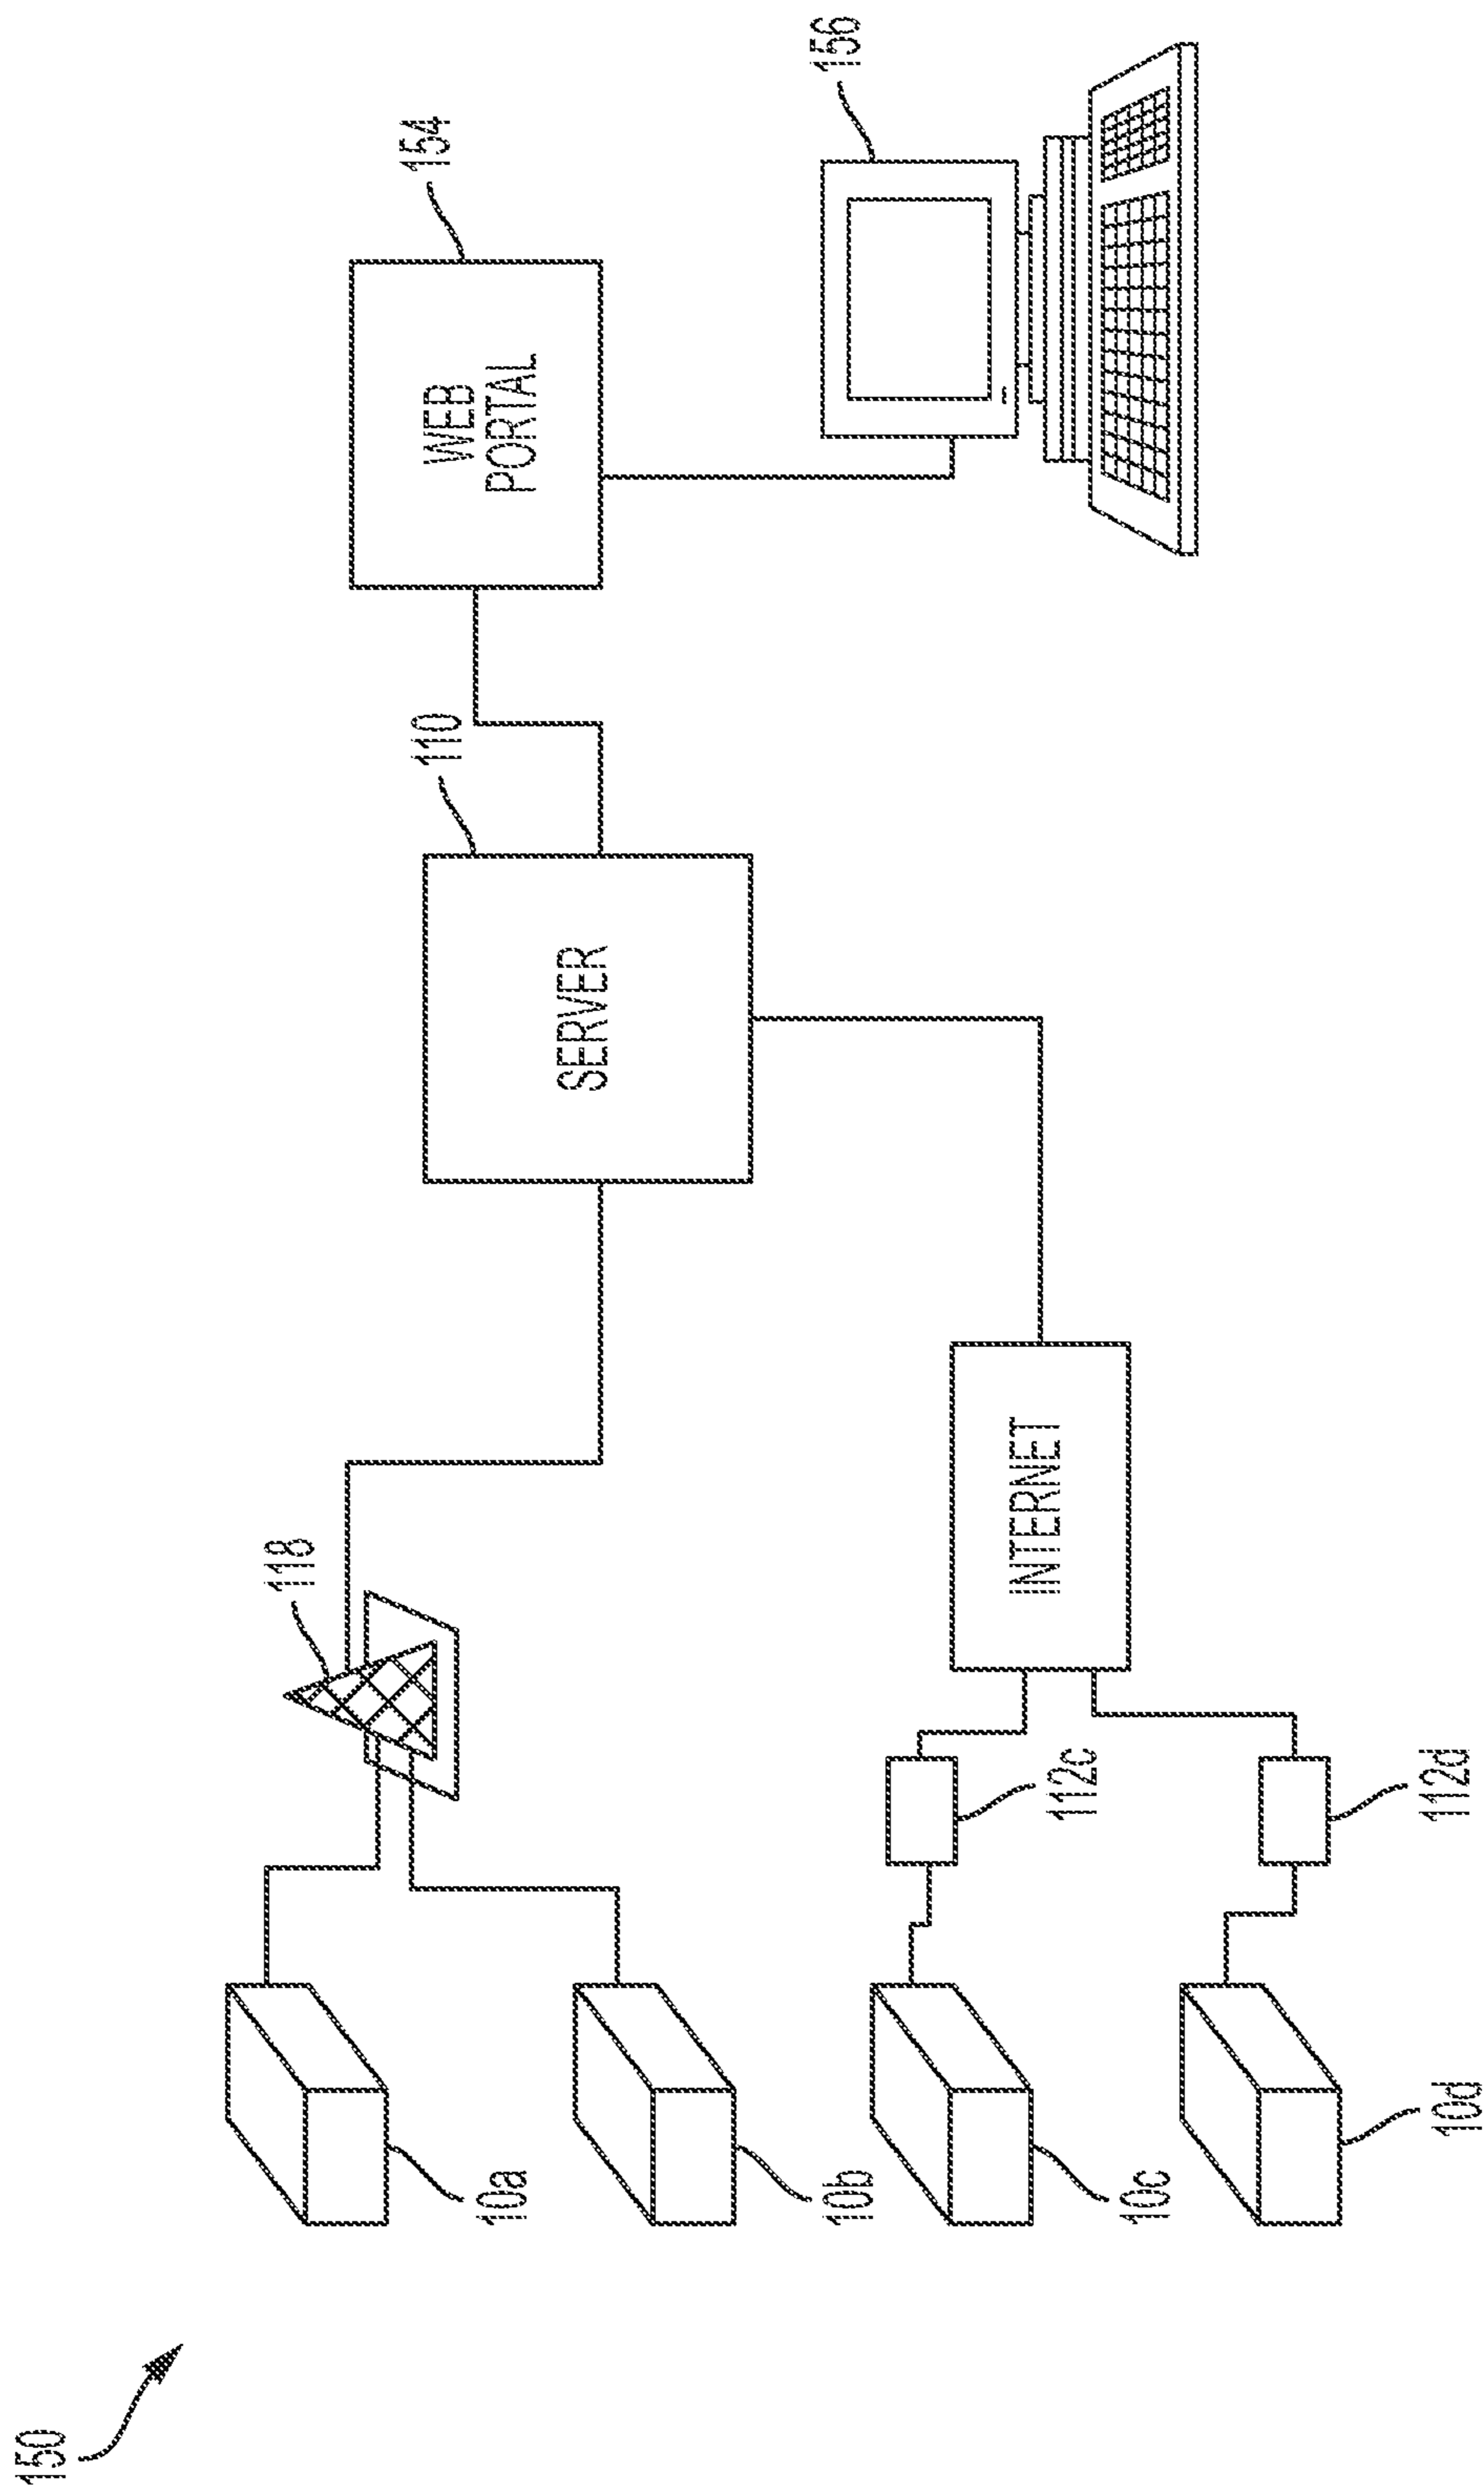 150
10a
10b
10c
10d
118
112c
112d
INTERNET
SERVER
110
WEB
PORTAL
154
156